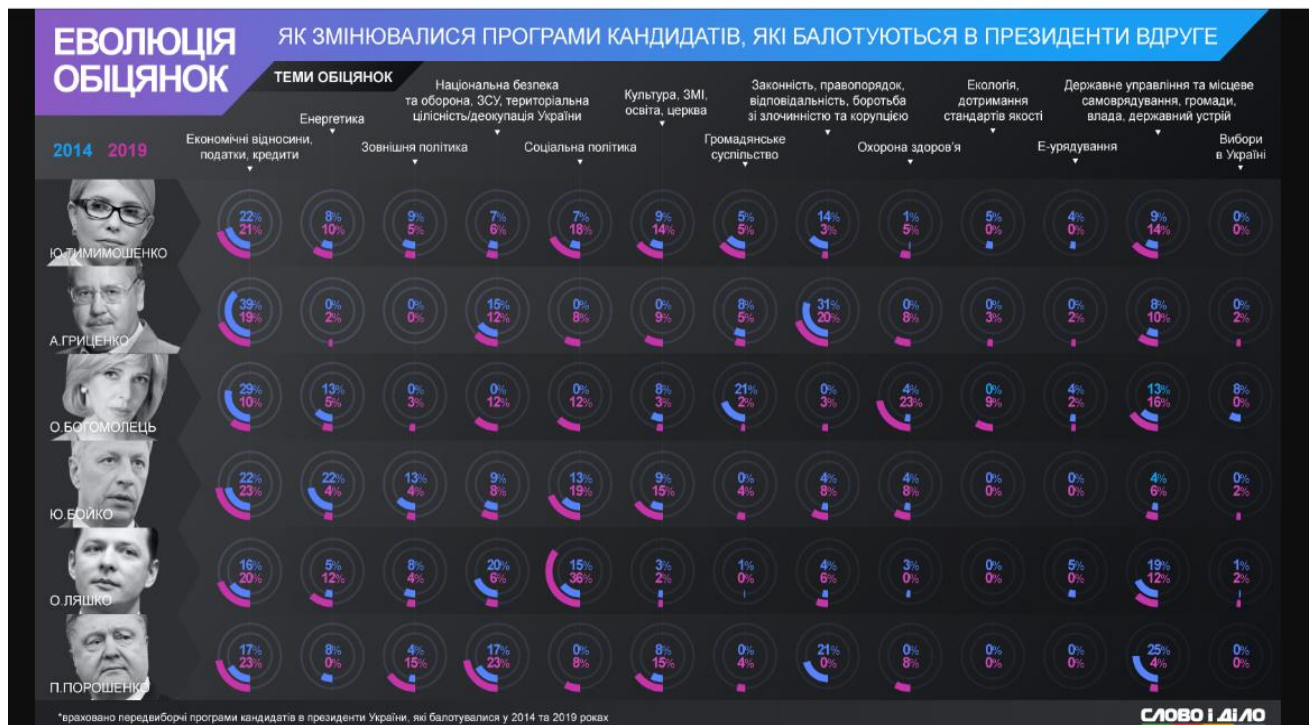 ЕВОЛЮЦІЯ
ОБІЦЯНОК
ЯК ЗМІНЮВАЛИСЯ ПРОГРАМИ КАНДИДАТІВ, ЯКІ БАЛОТУЮТЬСЯ В ПРЕЗИДЕНТИ ВДРУГЕ
ТЕМИ ОБІЦЯНОК
2014 2019
Економічні відносини,
податки, кредити
Енергетика
Зовнішня політика
Національна безпека
та оборона, ЗСУ, територіальна
цілісність/деокупація України
Соціальна політика
Культура, ЗМІ,
освіта, церква
Громадянське
суспільство
Законність, правопорядок,
відповідальність, боротьба
зі злочинністю та корупцією
Охорона здоров'я
Екологія,
дотримання
стандартів якості
Е-урядування
Державне управління та місцеве
самоврядування, громади,
влада, державний устрій
Вибори
в Україні
22% 8% 9% 7% 7% 9% 5% 14% 1% 5% 4% 9% 0%
21% 10% 5% 6% 18% 14% 5% 3% 5% 0% 0% 14% 0%
Ю.ТИМИМОШЕНКО
39% 0% 0% 15% 0% 0% 8% 31% 0% 0% 0% 8% 0%
19% 2% 0% 12% 8% 9% 5% 20% 8% 3% 2% 10% 2%
А.ГРИЦЕНКО
29% 13% 0% 0% 0% 8% 21% 0% 4% 0% 4% 13% 8%
10% 5% 3% 12% 12% 3% 2% 3% 23% 9% 2% 16% 0%
О.БОГОМОЛЕЦЬ
22% 22% 13% 9% 13% 9% 0% 4% 4% 0% 0% 4% 0%
23% 4% 4% 8% 19% 15% 4% 8% 8% 0% 0% 6% 2%
Ю.БОЙКО
16% 5% 8% 20% 15% 3% 1% 4% 3% 0% 5% 19% 1%
20% 12% 4% 6% 36% 2% 0% 6% 0% 0% 0% 12% 2%
О.ЛЯШКО
17% 8% 4% 17% 0% 8% 0% 21% 0% 0% 0% 25% 0%
23% 0% 15% 23% 8% 15% 4% 0% 8% 0% 0% 4% 0%
П.ПОРОШЕНКО
*враховано передвиборчі програми кандидатів в президенти України, які балотувалися у 2014 та 2019 роках
СЛОВО і ДІЛО